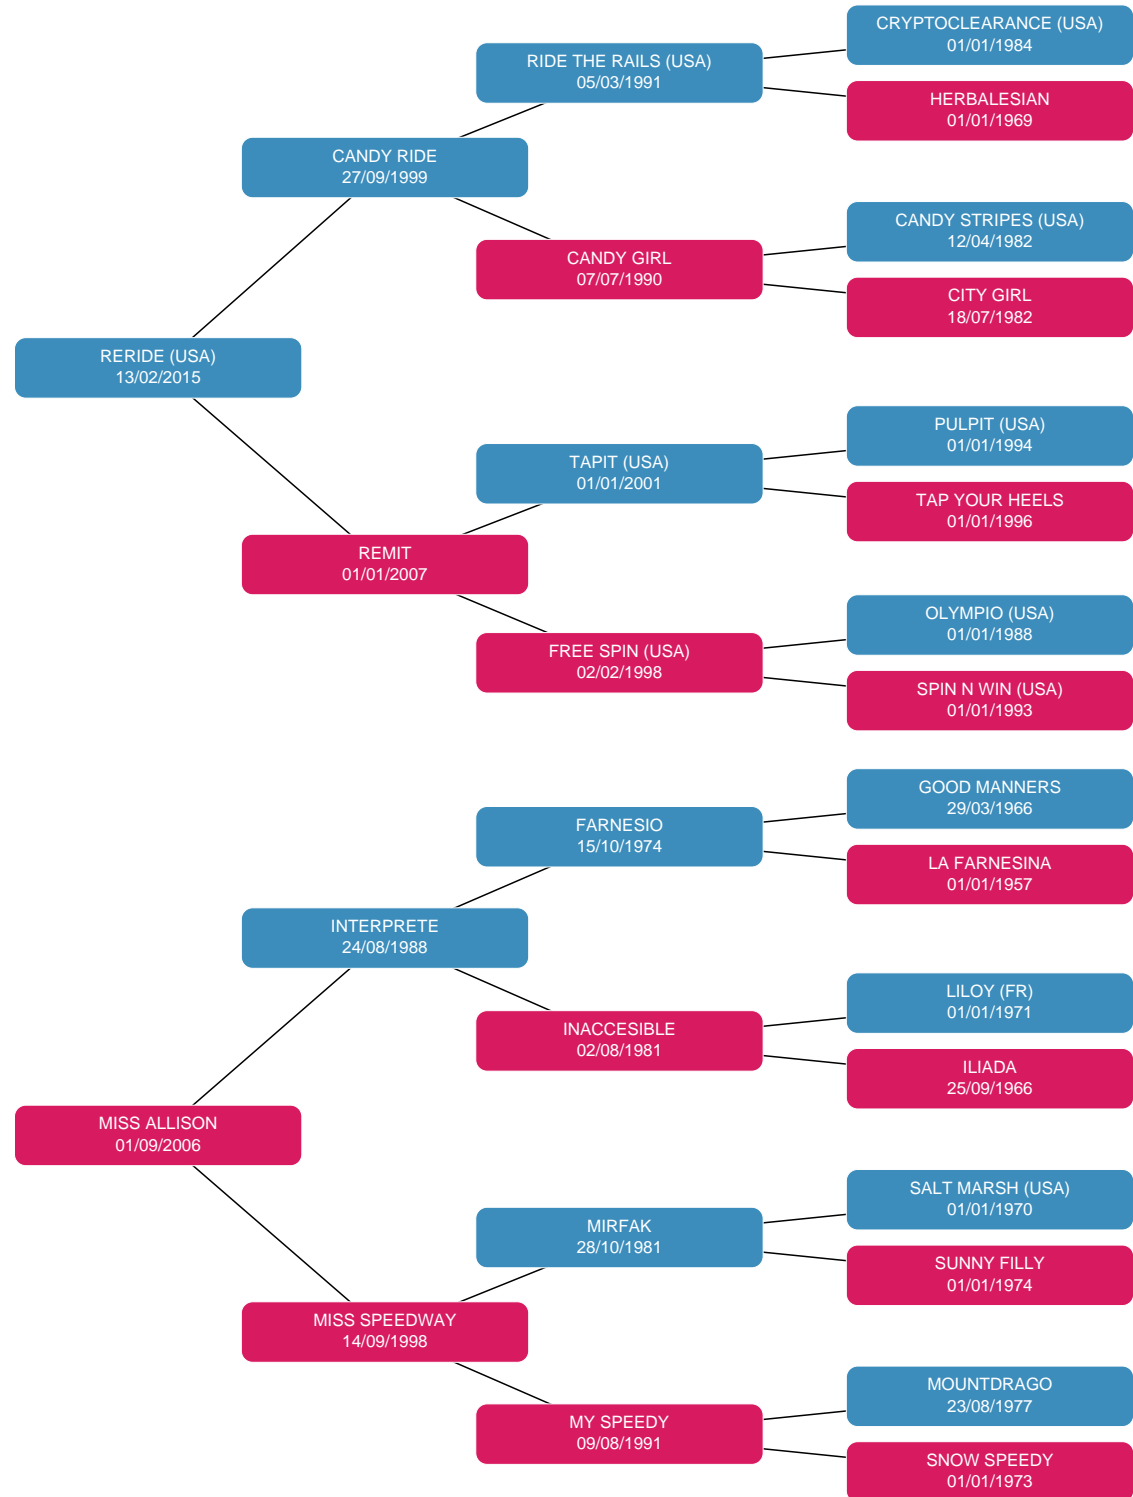 CRYPTOCLEARANCE (USA)
01/01/1984
RIDE THE RAILS (USA)
05/03/1991
HERBALESIAN
01/01/1969
CANDY RIDE
27/09/1999
CANDY STRIPES (USA)
12/04/1982
CANDY GIRL
07/07/1990
CITY GIRL
18/07/1982
RERIDE (USA)
13/02/2015
PULPIT (USA)
01/01/1994
TAPIT (USA)
01/01/2001
TAP YOUR HEELS
01/01/1996
REMIT
01/01/2007
OLYMPIO (USA)
01/01/1988
FREE SPIN (USA)
02/02/1998
SPIN N WIN (USA)
01/01/1993
GOOD MANNERS
29/03/1966
FARNESIO
15/10/1974
LA FARNESINA
01/01/1957
INTERPRETE
24/08/1988
LILOY (FR)
01/01/1971
INACCESIBLE
02/08/1981
ILIADA
25/09/1966
MISS ALLISON
01/09/2006
SALT MARSH (USA)
01/01/1970
MIRFAK
28/10/1981
SUNNY FILLY
01/01/1974
MISS SPEEDWAY
14/09/1998
MOUNTDRAGO
23/08/1977
MY SPEEDY
09/08/1991
SNOW SPEEDY
01/01/1973